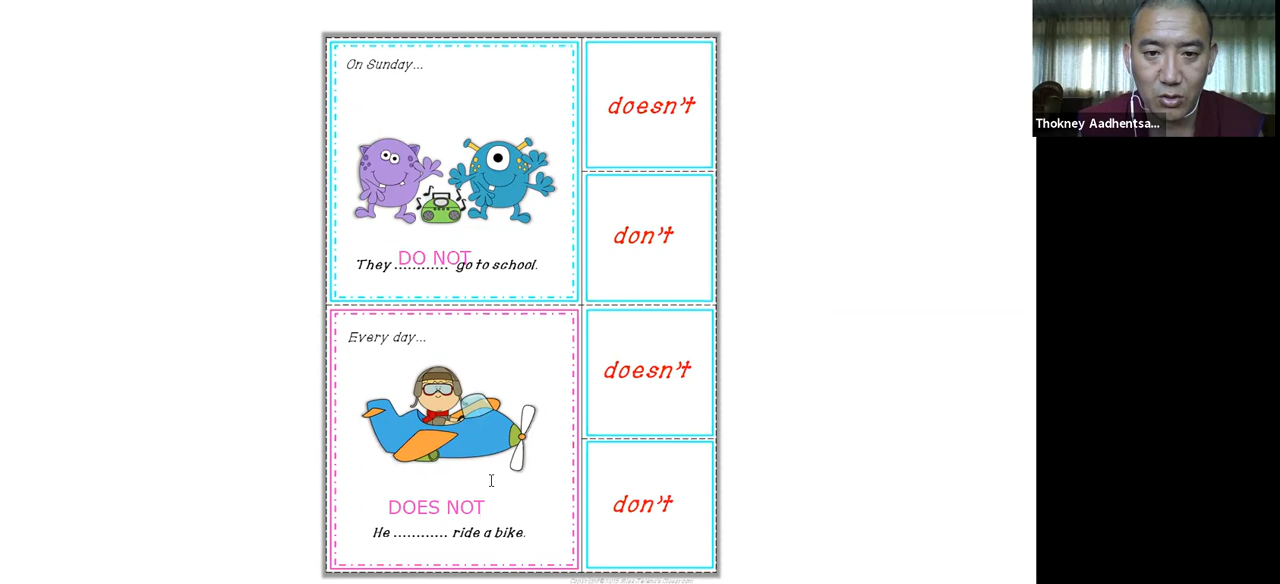 On Sunday...
DO NOT
They ............ go to school.
doesn't
don't
Every day...
DOES NOT
He ............ ride a bike.
doesn't
don't
Thokney Aadhentsa...